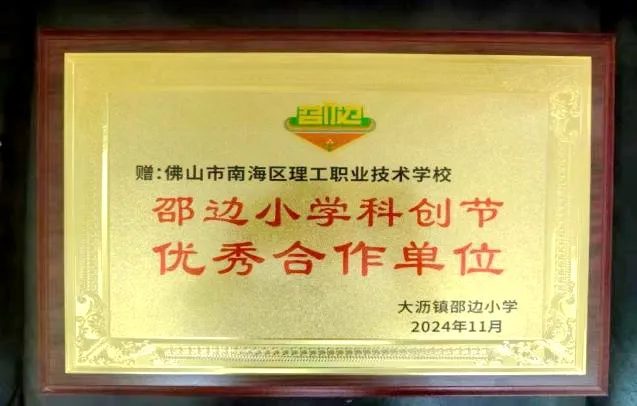 赠:佛山市南海区理工职业技术学校
邵边小学科创节
优秀合作单位
大沥镇邵边小学
2024年11月